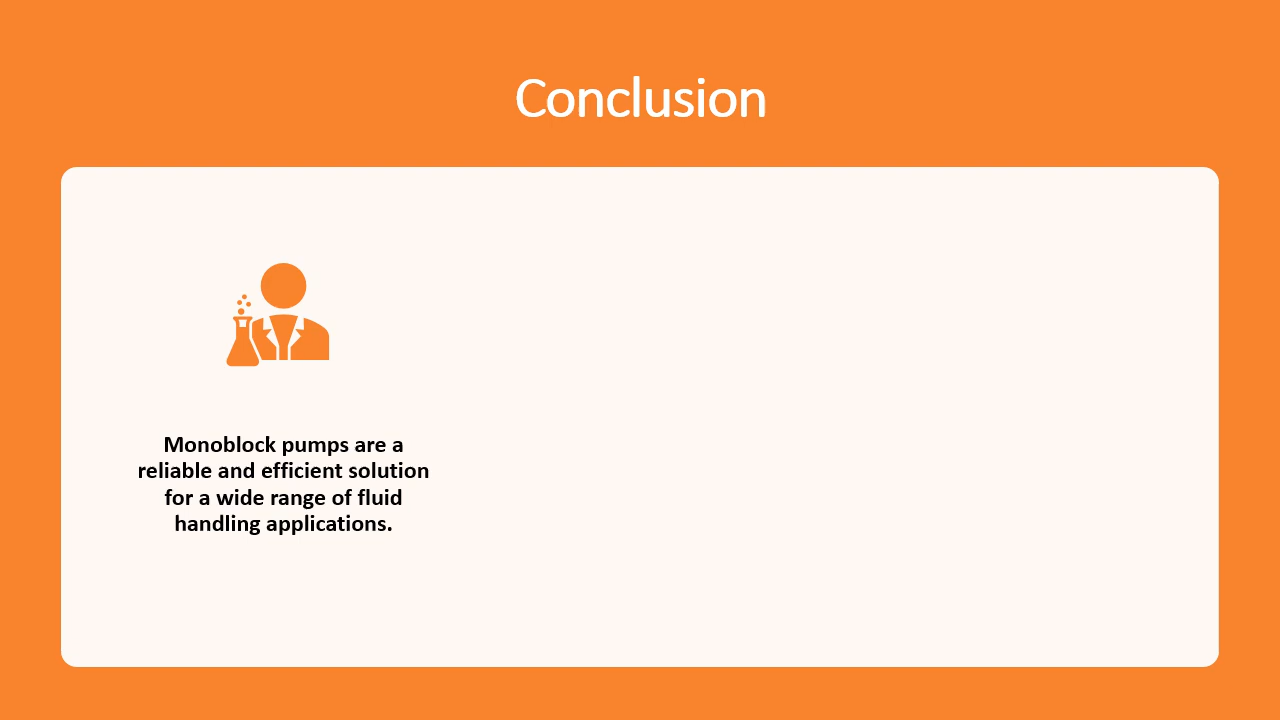 Conclusion
Monoblock pumps are a
reliable and efficient solution
for a wide range of fluid
handling applications.